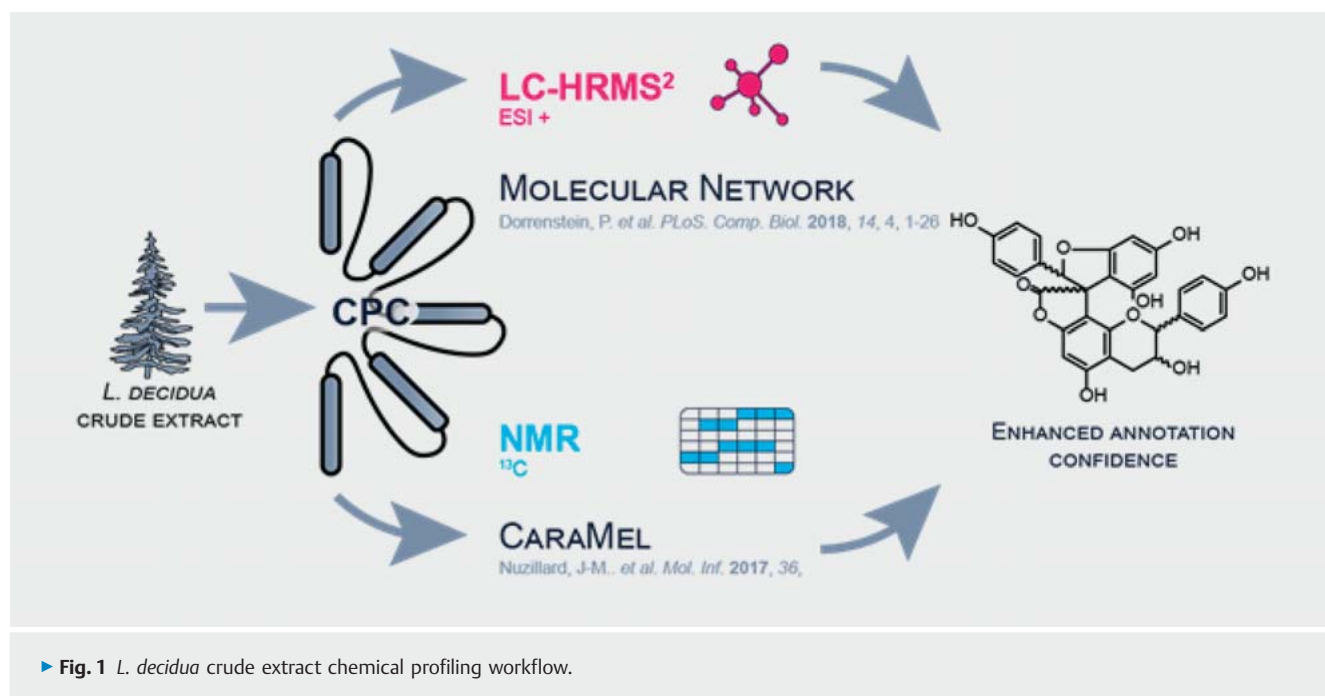 LC-HRMS²
ESI +
MOLECULAR NETWORK
Dorrenstein, P. et al. PLoS. Comp. Biol. 2018, 14, 4, 1-26
CPC
L. DECIDUA
CRUDE EXTRACT
NMR
¹³C
CARAMEL
Nuzillard, J-M.. et al. Mol. Inf. 2017, 36,
HO
O
OH
OH
O
O
OH
O
OH
OH
ENHANCED ANNOTATION
CONFIDENCE
▶ Fig. 1 L. decidua crude extract chemical profiling workflow.